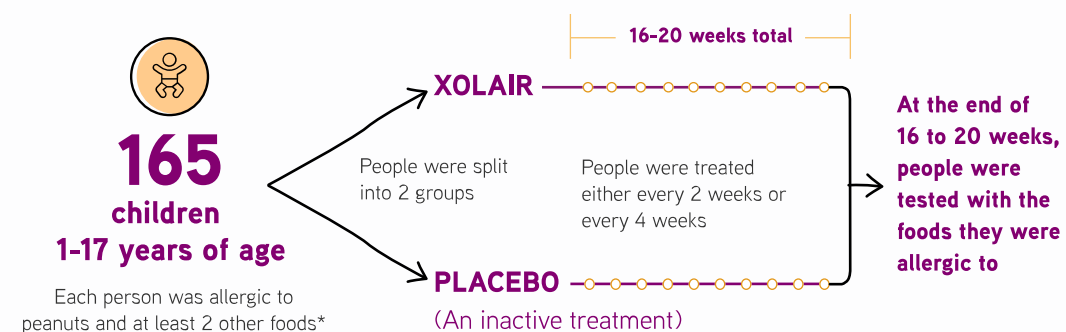 165
children
1-17 years of age
Each person was allergic to
peanuts and at least 2 other foods*
People were split
into 2 groups
XOLAIR
16-20 weeks total
People were treated
either every 2 weeks or
every 4 weeks
PLACEBO
(An inactive treatment)
At the end of
16 to 20 weeks,
people were
tested with the
foods they were
allergic to